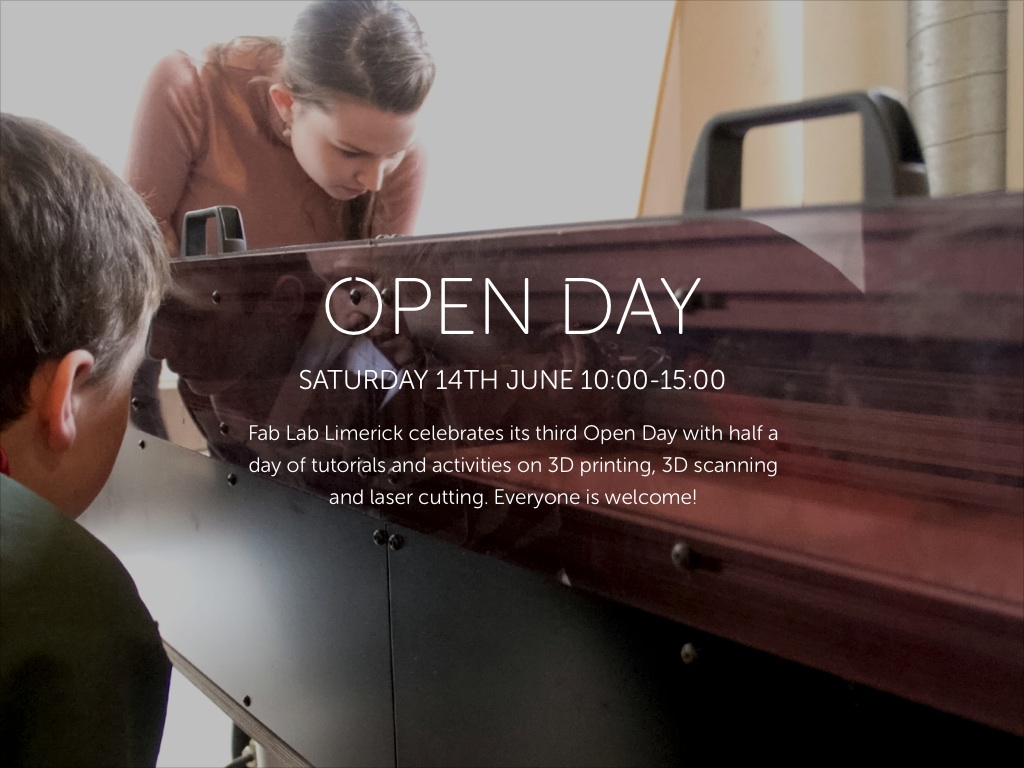 OPEN DAY
SATURDAY 14TH JUNE 10:00-15:00
Fab Lab Limerick celebrates its third Open Day with half a
day of tutorials and activities on 3D printing, 3D scanning
and laser cutting. Everyone is welcome!